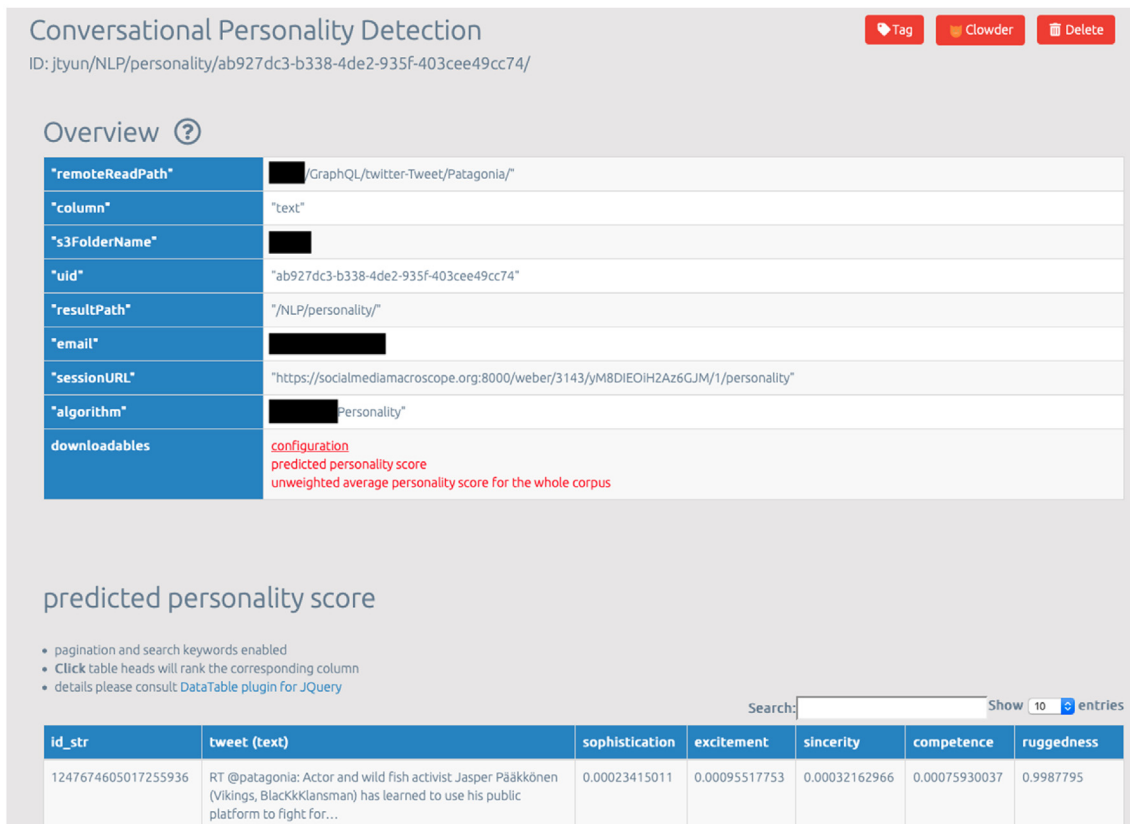 Conversational Personality Detection
Tag
Clowder
Delete
ID: jtyun/NLP/personality/ab927dc3-b338-4de2-935f-403cee49cc74/
Overview ?
"remoteReadPath" /GraphQL/twitter-Tweet/Patagonia/"
"column" "text"
"s3FolderName"
"uid" "ab927dc3-b338-4de2-935f-403cee49cc74"
"resultPath" "/NLP/personality/"
"email"
"sessionURL" "https://socialmediamacroscope.org:8000/weber/3143/yM8DIEOiH2Az6GJM/1/personality"
"algorithm" Personality"
downloadables configuration
predicted personality score
unweighted average personality score for the whole corpus
predicted personality score
• pagination and search keywords enabled
• Click table heads will rank the corresponding column
• details please consult DataTable plugin for JQuery
Search: Show 10 entries
id_str tweet (text) sophistication excitement sincerity competence ruggedness
1247674605017255936 RT @patagonia: Actor and wild fish activist Jasper Pääkkönen 0.00023415011 0.00095517753 0.00032162966 0.00075930037 0.9987795
(Vikings, BlacKkKlansman) has learned to use his public
platform to fight for…